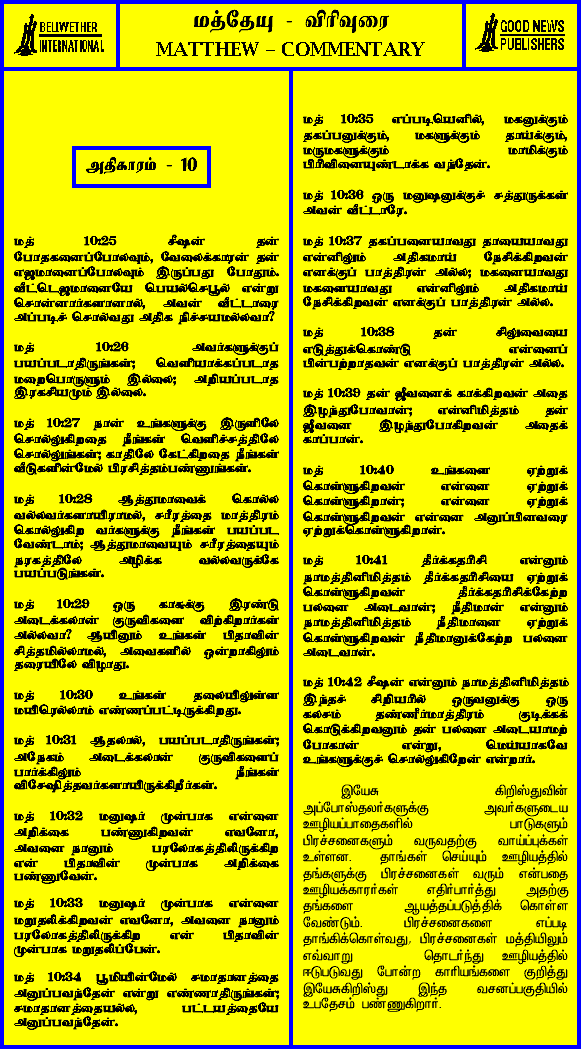 BELLWETHER
INTERNATIONAL
மத்தேயு - விரிவுரை
MATTHEW – COMMENTARY
GOOD NEWS
PUBLISHERS
அதிகாரம் - 10
மத் 10:25 சீஷன் தன்
போதகனைப்போலவும், வேலைக்காரன் தன்
எஜமானைப்போலவும் இருப்பது போதும்.
வீட்டெஜமானையே பெயல்செபூல் என்று
சொன்னார்களானால், அவன் வீட்டாரை
அப்படிச் சொல்வது அதிக நிச்சயமல்லவா?
மத் 10:26 அவர்களுக்குப்
பயப்படாதிருங்கள்; வெளியாக்கப்படாத
மறைபொருளும் இல்லை; அறியப்படாத
இரகசியமும் இல்லை.
மத் 10:27 நான் உங்களுக்கு இருளிலே
சொல்லுகிறதை நீங்கள் வெளிச்சத்திலே
சொல்லுங்கள்; காதிலே கேட்கிறதை நீங்கள்
வீடுகளின்மேல் பிரசித்தம்பண்ணுங்கள்.
மத் 10:28 ஆத்துமாவைக் கொல்ல
வல்லவர்களாயிராமல், சரீரத்தை மாத்திரம்
கொல்லுகிற வர்களுக்கு நீங்கள் பயப்பட
வேண்டாம்; ஆத்துமாவையும் சரீரத்தையும்
நரகத்திலே அழிக்க வல்லவருக்கே
பயப்படுங்கள்.
மத் 10:29 ஒரு காசுக்கு இரண்டு
அடைக்கலான் குருவிகளை விற்கிறார்கள்
அல்லவா? ஆயினும் உங்கள் பிதாவின்
சித்தமில்லாமல், அவைகளில் ஒன்றாகிலும்
தரையிலே விழாது.
மத் 10:30 உங்கள் தலையிலுள்ள
மயிரெல்லாம் எண்ணப்பட்டிருக்கிறது.
மத் 10:31 ஆதலால், பயப்படாதிருங்கள்;
அநேகம் அடைக்கலான் குருவிகளைப்
பார்க்கிலும் நீங்கள்
விசேஷித்தவர்களாயிருக்கிறீர்கள்.
மத் 10:32 மனுஷர் முன்பாக என்னை
அறிக்கை பண்ணுகிறவன் எவனோ,
அவனை நானும் பரலோகத்திலிருக்கிற
என் பிதாவின் முன்பாக அறிக்கை
பண்ணுவேன்.
மத் 10:33 மனுஷர் முன்பாக என்னை
மறுதலிக்கிறவன் எவனோ, அவனை நானும்
பரலோகத்திலிருக்கிற என் பிதாவின்
முன்பாக மறுதலிப்பேன்.
மத் 10:34 பூமியின்மேல் சமாதானத்தை
அனுப்பவந்தேன் என்று எண்ணாதிருங்கள்;
சமாதானத்தையல்ல, பட்டயத்தையே
அனுப்பவந்தேன்.
மத் 10:35 எப்படியெனில், மகனுக்கும்
தகப்பனுக்கும், மகளுக்கும் தாய்க்கும்,
மருமகளுக்கும் மாமிக்கும்
பிரிவினையுண்டாக்க வந்தேன்.
மத் 10:36 ஒரு மனுஷனுக்குச் சத்துருக்கள்
அவன் வீட்டாரே.
மத் 10:37 தகப்பனையாவது தாயையாவது
என்னிலும் அதிகமாய் நேசிக்கிறவன்
எனக்குப் பாத்திரன் அல்ல; மகனையாவது
மகளையாவது என்னிலும் அதிகமாய்
நேசிக்கிறவன் எனக்குப் பாத்திரன் அல்ல.
மத் 10:38 தன் சிலுவையை
எடுத்துக்கொண்டு என்னைப்
பின்பற்றாதவன் எனக்குப் பாத்திரன் அல்ல.
மத் 10:39 தன் ஜீவனைக் காக்கிறவன் அதை
இழந்துபோவான்; என்னிமித்தம் தன்
ஜீவனை இழந்துபோகிறவன் அதைக்
காப்பான்.
மத் 10:40 உங்களை ஏற்றுக்
கொள்ளுகிறவன் என்னை ஏற்றுக்
கொள்ளுகிறான்; என்னை ஏற்றுக்
கொள்ளுகிறவன் என்னை அனுப்பினவரை
ஏற்றுக்கொள்ளுகிறான்.
மத் 10:41 தீர்க்கதரிசி என்னும்
நாமத்தினிமித்தம் தீர்க்கதரிசியை ஏற்றுக்
கொள்ளுகிறவன் தீர்க்கதரிசிக்கேற்ற
பலனை அடைவான்; நீதிமான் என்னும்
நாமத்தினிமித்தம் நீதிமானை ஏற்றுக்
கொள்ளுகிறவன் நீதிமானுக்கேற்ற பலனை
அடைவான்.
மத் 10:42 சீஷன் என்னும் நாமத்தினிமித்தம்
இந்தச் சிறியரில் ஒருவனுக்கு ஒரு
கலசம் தண்ணீர்மாத்திரம் குடிக்கக்
கொடுக்கிறவனும் தன் பலனை அடையாமற்
போகான் என்று, மெய்யாகவே
உங்களுக்குச் சொல்லுகிறேன் என்றார்.
இயேசு கிறிஸ்துவின்
அப்போஸ்தலர்களுக்கு அவர்களுடைய
ஊழியப்பாதைகளில் பாடுகளும்
பிரச்சனைகளும் வருவதற்கு வாய்ப்புக்கள்
உள்ளன. தாங்கள் செய்யும் ஊழியத்தில்
தங்களுக்கு பிரச்சனைகள் வரும் என்பதை
ஊழியக்காரர்கள் எதிர்பார்த்து அதற்கு
தங்களை ஆயத்தப்படுத்திக் கொள்ள
வேண்டும். பிரச்சனைகளை எப்படி
தாங்கிக்கொள்வது, பிரச்சனைகள் மத்தியிலும்
எவ்வாறு தொடர்ந்து ஊழியத்தில்
ஈடுபடுவது போன்ற காரியங்களை குறித்து
இயேசுகிறிஸ்து இந்த வசனப்பகுதியில்
உபதேசம் பண்ணுகிறார்.